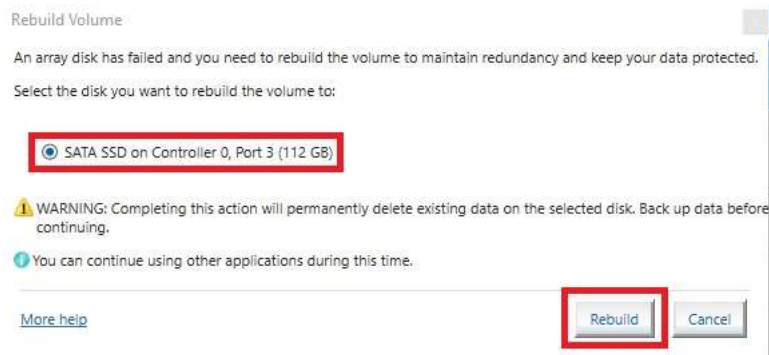 Rebuild Volume
An array disk has failed and you need to rebuild the volume to maintain redundancy and keep your data protected.
Select the disk you want to rebuild the volume to:
SATA SSD on Controller 0, Port 3 (112 GB)
WARNING: Completing this action will permanently delete existing data on the selected disk. Back up data before
continuing.
You can continue using other applications during this time.
More help
Rebuild
Cancel